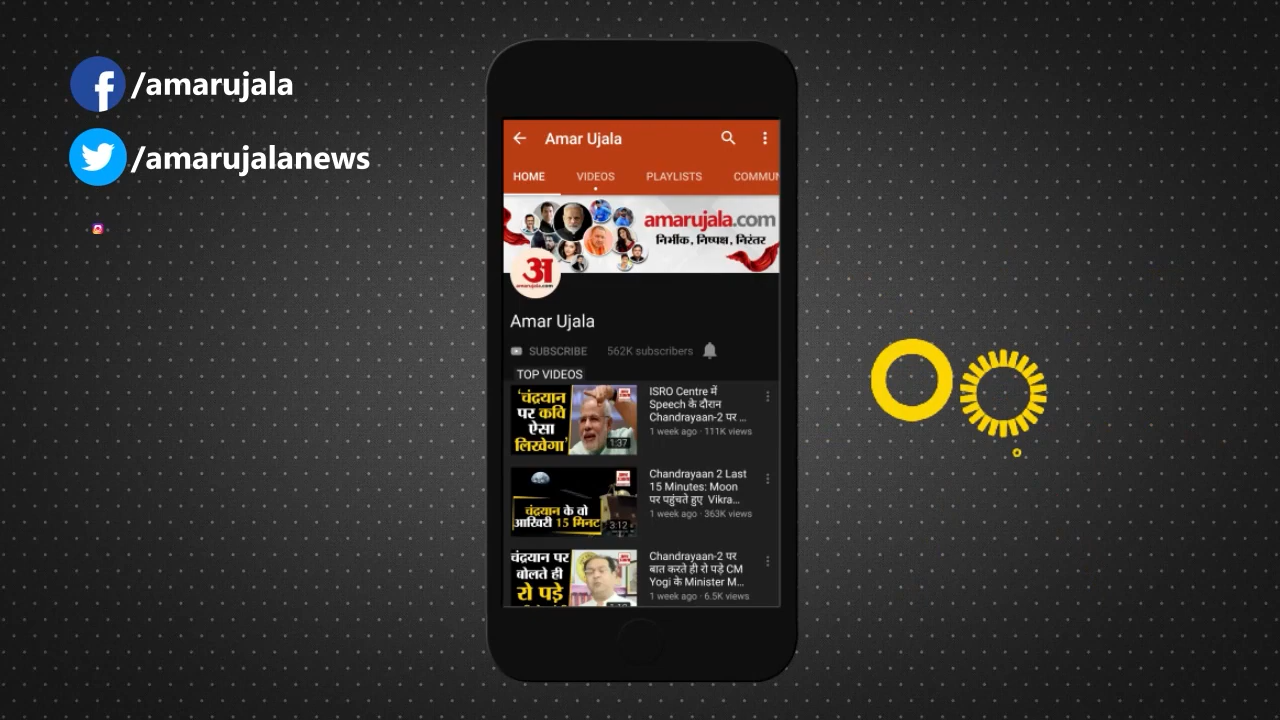 /amarujala
/amarujalanews
Amar Ujala
HOME VIDEOS PLAYLISTS COMMUN
amarujala.com
निर्भीक, निष्पक्ष, निरंतर
अ
amarujala.com
Amar Ujala
SUBSCRIBE 562K subscribers
TOP VIDEOS
'चंद्रयान
पर कवि
ऐसा
लिखेगा'
1:37
ISRO Centre में
Speech के दौरान
Chandrayaan-2 पर ...
1 week ago · 111K views
चंद्रयान के वो
आखिरी 15 मिनट
3:12
Chandrayaan 2 Last
15 Minutes: Moon
पर पहुंचते हुए Vikra...
1 week ago · 363K views
चंद्रयान पर
बोलते ही
रो पड़े
Chandrayaan-2 पर
बात करते ही रो पड़े CM
Yogi के Minister M...
1 week ago · 6.5K views